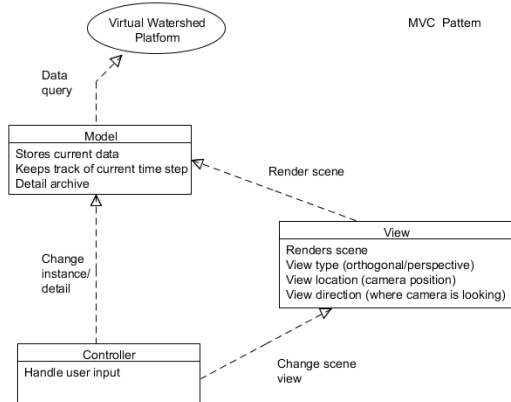 Virtual Watershed
Platform
MVC Pattern
Data
query
Model
Stores current data
Keeps track of current time step
Detail archive
Render scene
View
Renders scene
View type (orthogonal/perspective)
View location (camera position)
View direction (where camera is looking)
Change
instance/
detail
Controller
Handle user input
Change scene
view